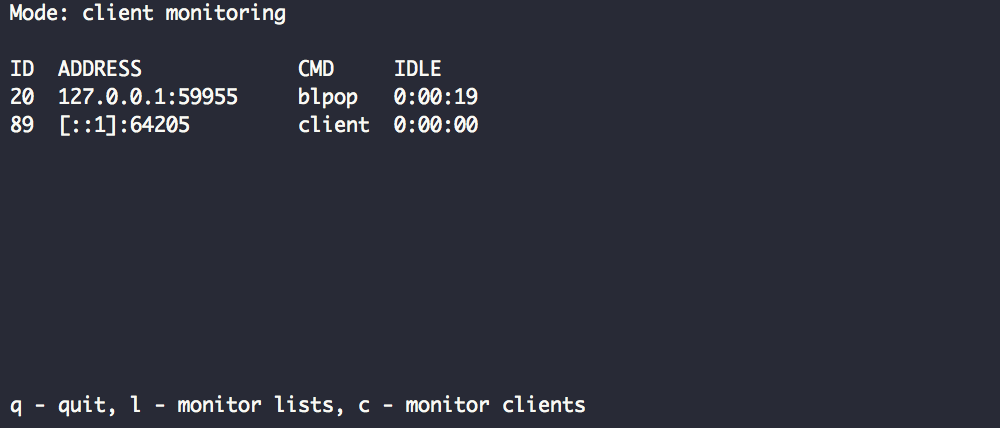 Mode: client monitoring
ID  ADDRESS             CMD     IDLE
20  127.0.0.1:59955     blpop   0:00:19
89  [::1]:64205         client  0:00:00
q - quit, l - monitor lists, c - monitor clients